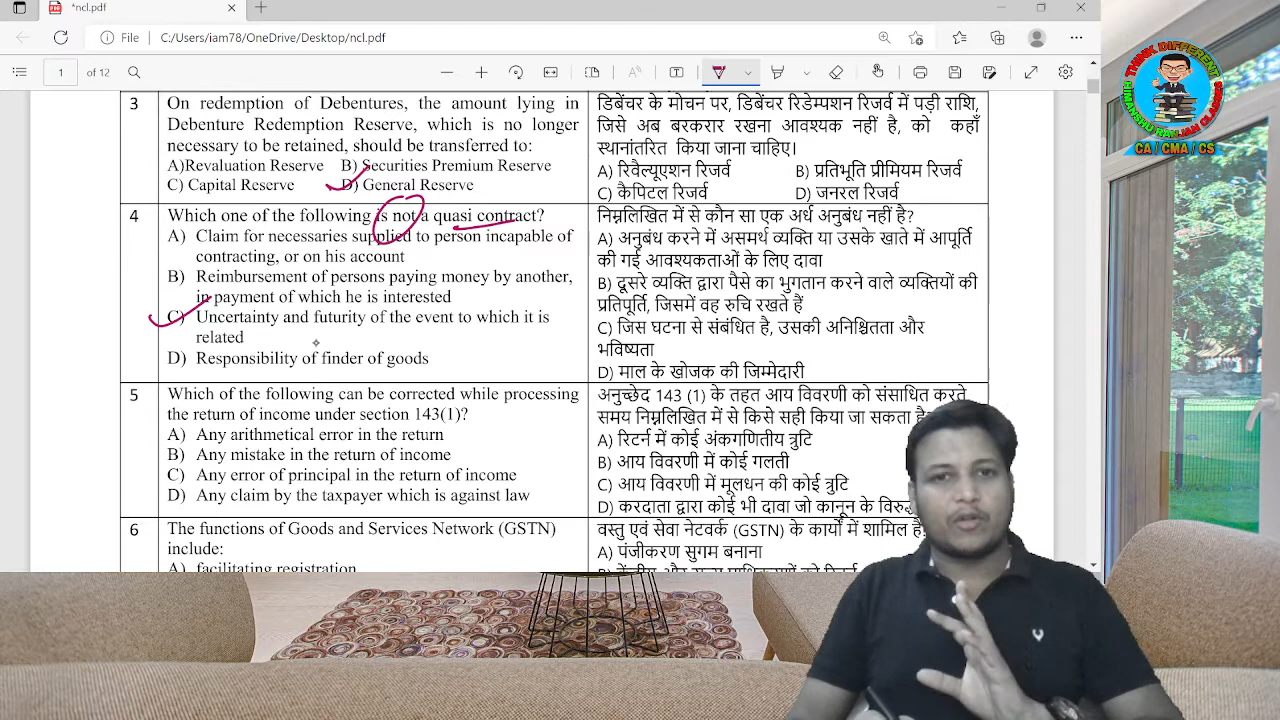 *ncl.pdf
File
C:/Users/iam78/OneDrive/Desktop/ncl.pdf
1 of 12
3
On redemption of Debentures, the amount lying in
Debenture Redemption Reserve, which is no longer
necessary to be retained, should be transferred to:
A)Revaluation Reserve B) Securities Premium Reserve
C) Capital Reserve D) General Reserve
डिबेंचर के मोचन पर, डिबेंचर रिडेम्पशन रिजर्व में पड़ी राशि,
जिसे अब बरकरार रखना आवश्यक नहीं है, को कहाँ
स्थानांतरित किया जाना चाहिए।
A) रिवैल्यूएशन रिजर्व B) प्रतिभूति प्रीमियम रिजर्व
C) कैपिटल रिजर्व D) जनरल रिजर्व
4
Which one of the following is not a quasi contract?
A) Claim for necessaries supplied to person incapable of
contracting, or on his account
B) Reimbursement of persons paying money by another,
in payment of which he is interested
C) Uncertainty and futurity of the event to which it is
related
D) Responsibility of finder of goods
निम्नलिखित में से कौन सा एक अर्ध अनुबंध नहीं है?
A) अनुबंध करने में असमर्थ व्यक्ति या उसके खाते में आपूर्ति
की गई आवश्यकताओं के लिए दावा
B) दूसरे व्यक्ति द्वारा पैसे का भुगतान करने वाले व्यक्तियों की
प्रतिपूर्ति, जिसमें वह रुचि रखते हैं
C) जिस घटना से संबंधित है, उसकी अनिश्चितता और
भविष्यता
D) माल के खोजक की जिम्मेदारी
5
Which of the following can be corrected while processing
the return of income under section 143(1)?
A) Any arithmetical error in the return
B) Any mistake in the return of income
C) Any error of principal in the return of income
D) Any claim by the taxpayer which is against law
अनुच्छेद 143 (1) के तहत आय विवरणी को संसाधित करते
समय निम्नलिखित में से किसे सही किया जा सकता है
A) रिटर्न में कोई अंकगणितीय त्रुटि
B) आय विवरणी में कोई गलती
C) आय विवरणी में मूलधन की कोई त्रुटि
D) करदाता द्वारा कोई भी दावा जो कानून के
6
The functions of Goods and Services Network (GSTN)
include:
A) facilitating registration
वस्तु एवं सेवा नेटवर्क (GSTN) के कार्यों में शामिल है
A) पंजीकरण सुगम बनाना
THINK DIFFERENT
HIMANSHU RANJAN CLASSES
CA / CMA / CS